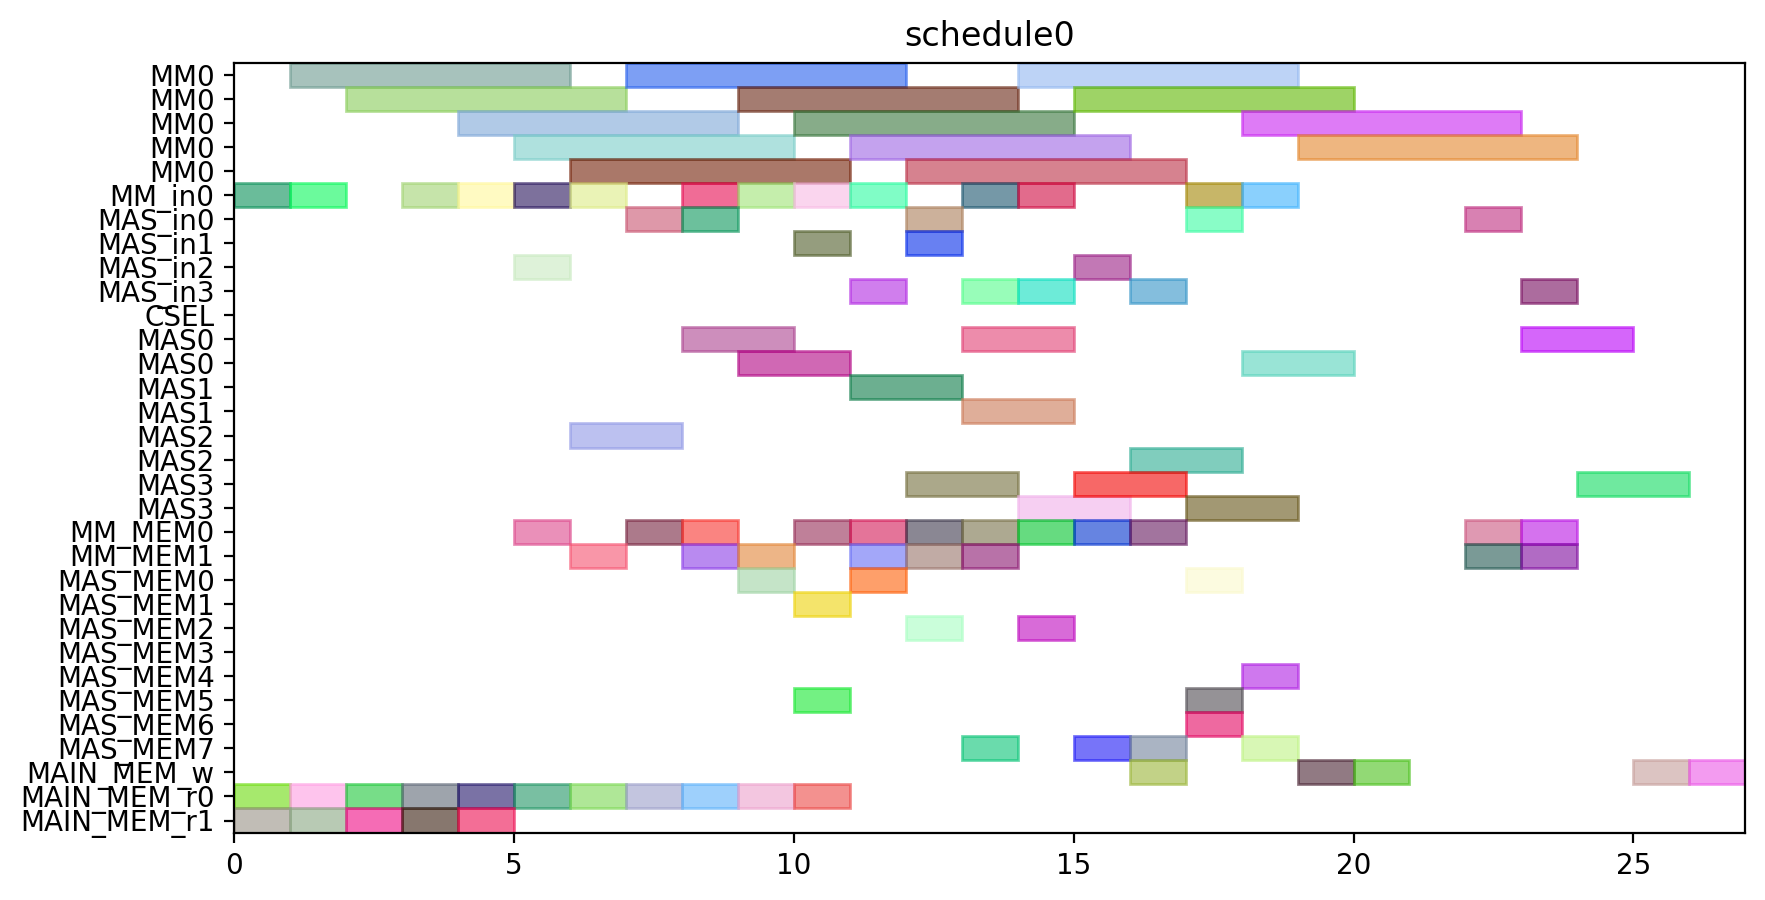 schedule0
MM0
MM0
MM0
MM0
MM0
MM_in0
MAS_in0
MAS_in1
MAS_in2
MAS_in3
CSEL
MAS0
MAS0
MAS1
MAS1
MAS2
MAS2
MAS3
MAS3
MM_MEM0
MM_MEM1
MAS_MEM0
MAS_MEM1
MAS_MEM2
MAS_MEM3
MAS_MEM4
MAS_MEM5
MAS_MEM6
MAS_MEM7
MAIN_MEM_w
MAIN_MEM_r0
MAIN_MEM_r1
0 5 10 15 20 25